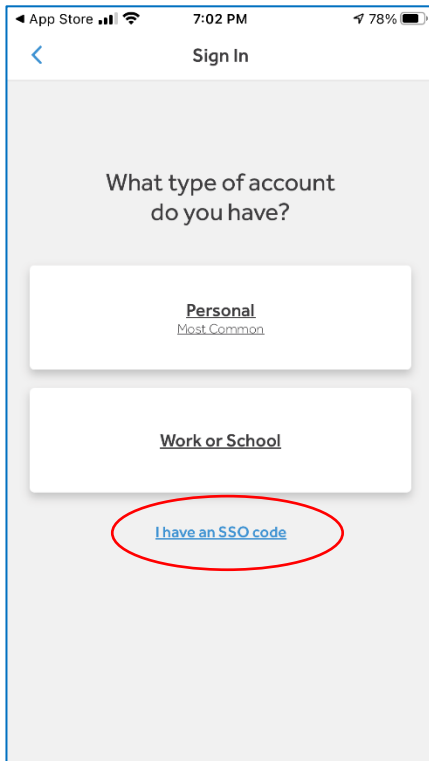 App Store 7:02 PM 78%
Sign In
What type of account
do you have?
Personal
Most Common
Work or School
I have an SSO code